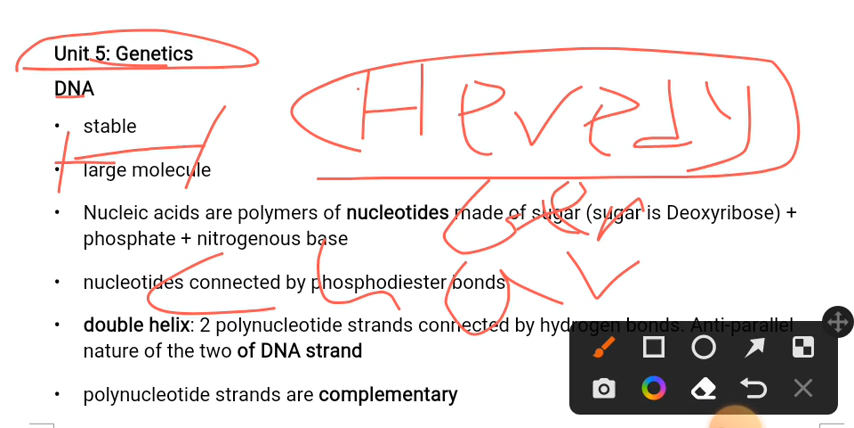 Unit 5: Genetics
DNA
Heredy
• stable
• large molecule
• Nucleic acids are polymers of nucleotides made of sugar (sugar is Deoxyribose) +
phosphate + nitrogenous base
• nucleotides connected by phosphodiester bonds
• double helix: 2 polynucleotide strands connected by hydrogen bonds. Anti-parallel
nature of the two of DNA strand
• polynucleotide strands are complementary